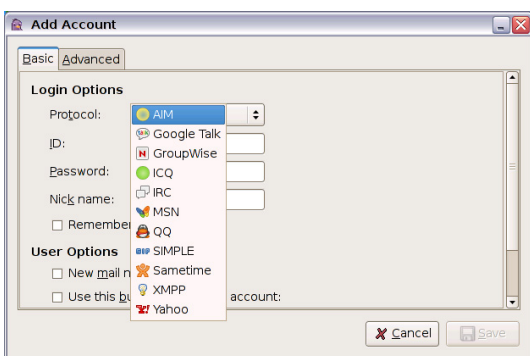 Add Account
Basic Advanced
Login Options
Protocol: AIM
Google Talk
ID:
GroupWise
Password: ICQ
IRC
Nick name: MSN
Remember QQ
User Options SIMPLE
New mail n Sametime
XMPP
Use this bu account:
Yahoo
Cancel Save